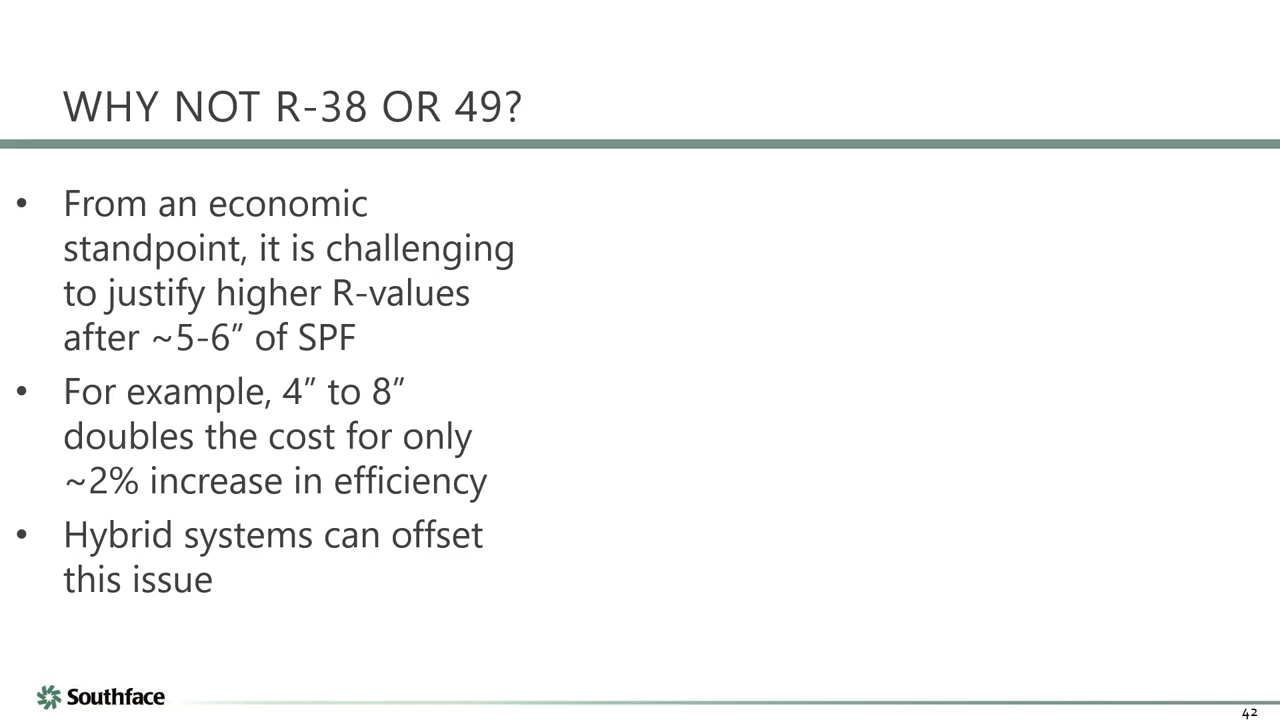 WHY NOT R-38 OR 49?
• From an economic
standpoint, it is challenging
to justify higher R-values
after ~5-6” of SPF
• For example, 4” to 8”
doubles the cost for only
~2% increase in efficiency
• Hybrid systems can offset
this issue
Southface
42